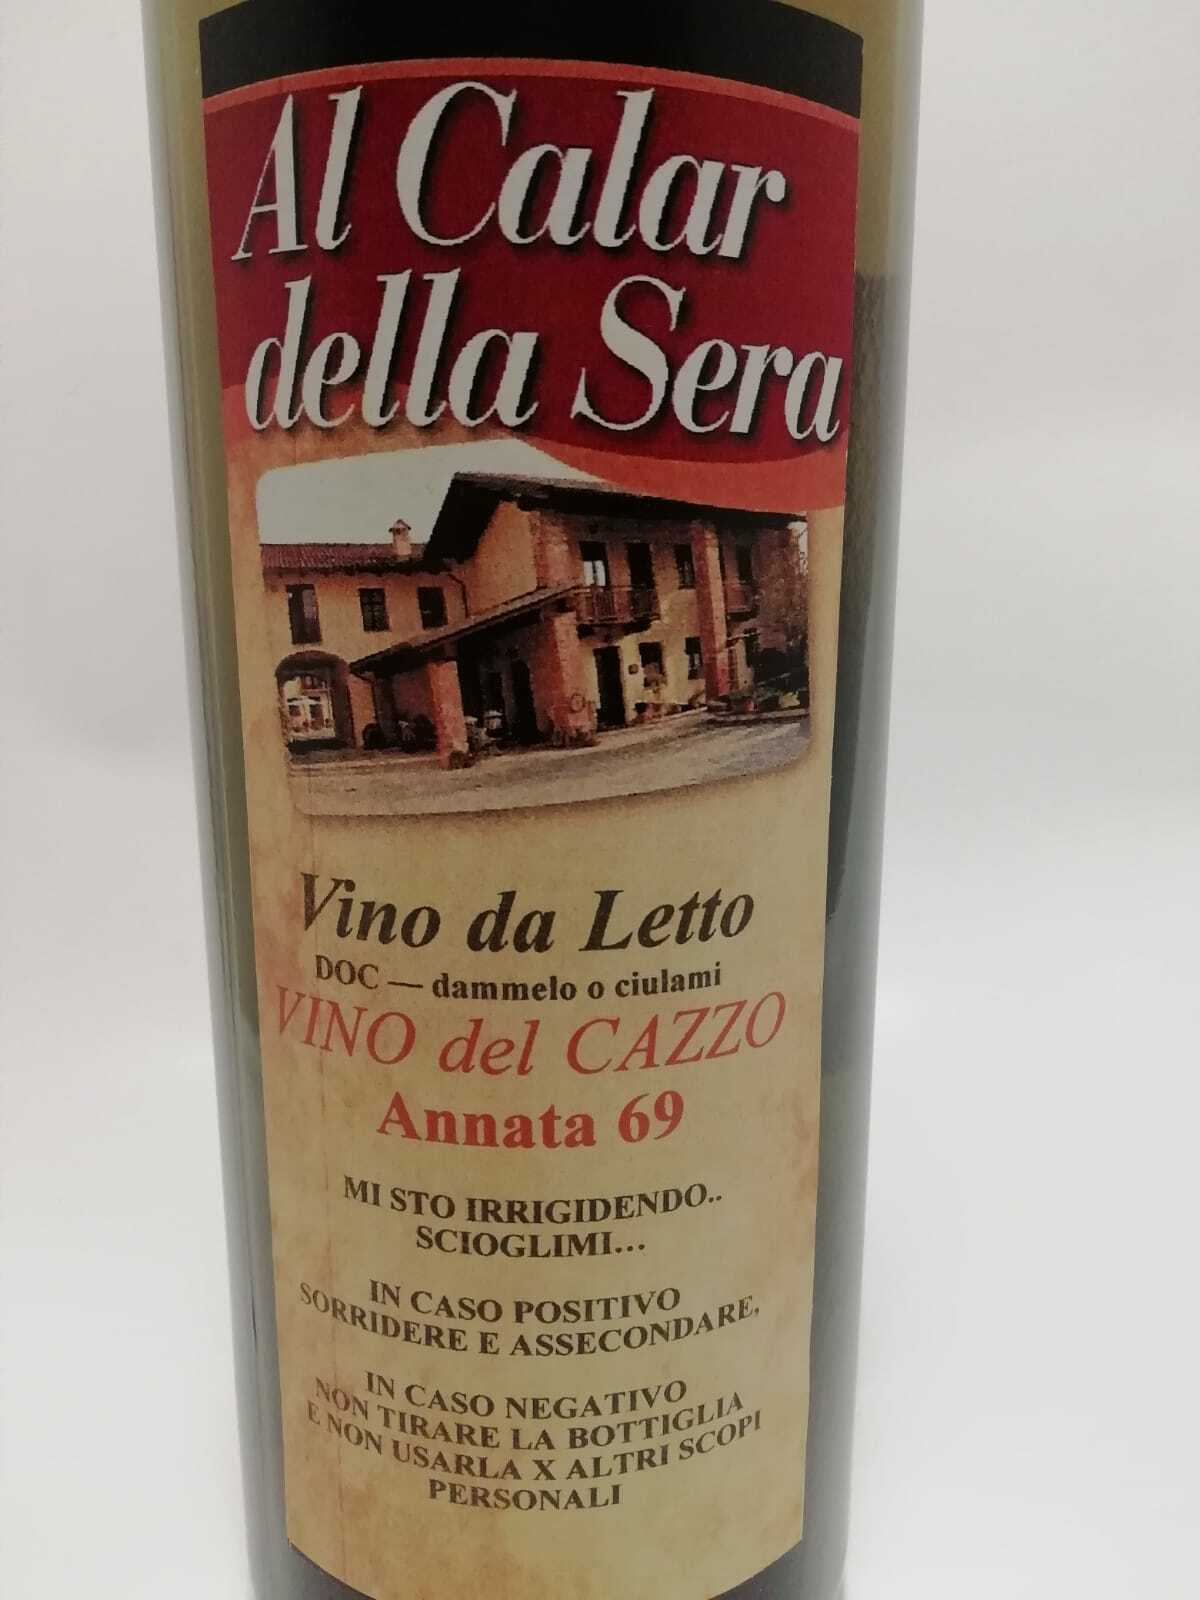 Al Calar
della Sera
Vino da Letto
DOC — dammelo o ciulami
VINO del CAZZO
Annata 69
MI STO IRRIGIDENDO..
SCIOGLIMI...
IN CASO POSITIVO
SORRIDERE E ASSECONDARE,
IN CASO NEGATIVO
NON TIRARE LA BOTTIGLIA
E NON USARLA X ALTRI SCOPI
PERSONALI